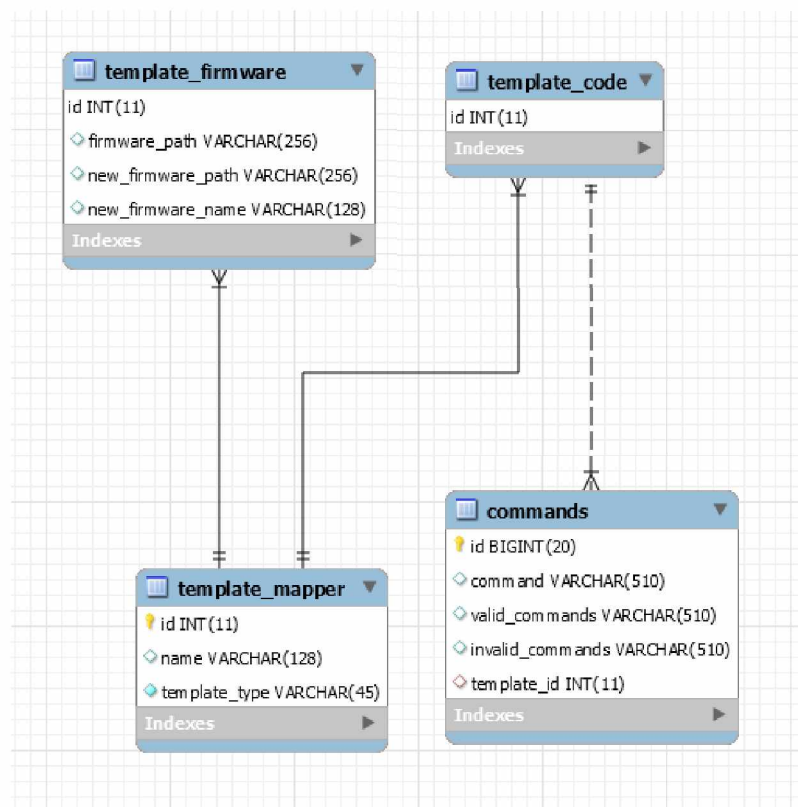 template_firmware
id INT(11)
firmware_path VARCHAR(256)
new_firmware_path VARCHAR(256)
new_firmware_name VARCHAR(128)
Indexes
template_code
id INT(11)
Indexes
template_mapper
id INT(11)
name VARCHAR(128)
template_type VARCHAR(45)
Indexes
commands
id BIGINT(20)
command VARCHAR(510)
valid_commands VARCHAR(510)
invalid_commands VARCHAR(510)
template_id INT(11)
Indexes